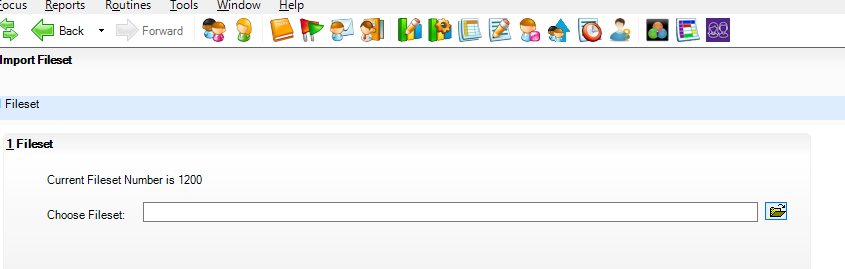 ocus Reports Routines Tools Window Help
Back Forward
Import Fileset
Fileset
1 Fileset
Current Fileset Number is 1200
Choose Fileset: